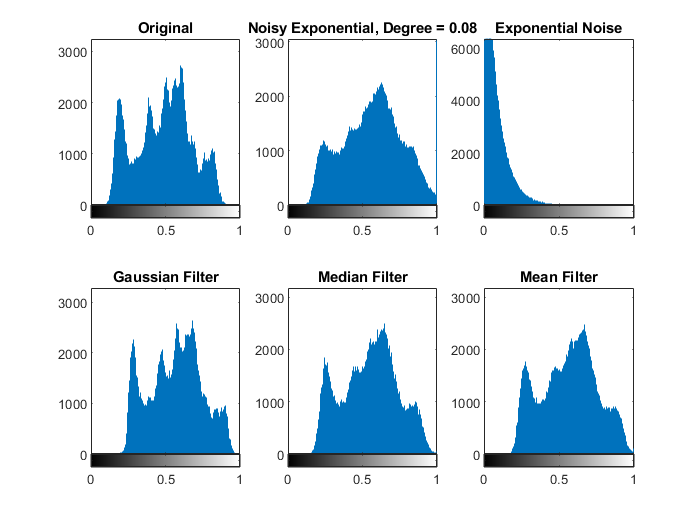 Original
3000
2000
1000
0
0 0.5 1
Noisy Exponential, Degree = 0.08
3000
2000
1000
0
0 0.5 1
Exponential Noise
6000
4000
2000
0
0 0.5 1
Gaussian Filter
3000
2000
1000
0
0 0.5 1
Median Filter
3000
2000
1000
0
0 0.5 1
Mean Filter
3000
2000
1000
0
0 0.5 1